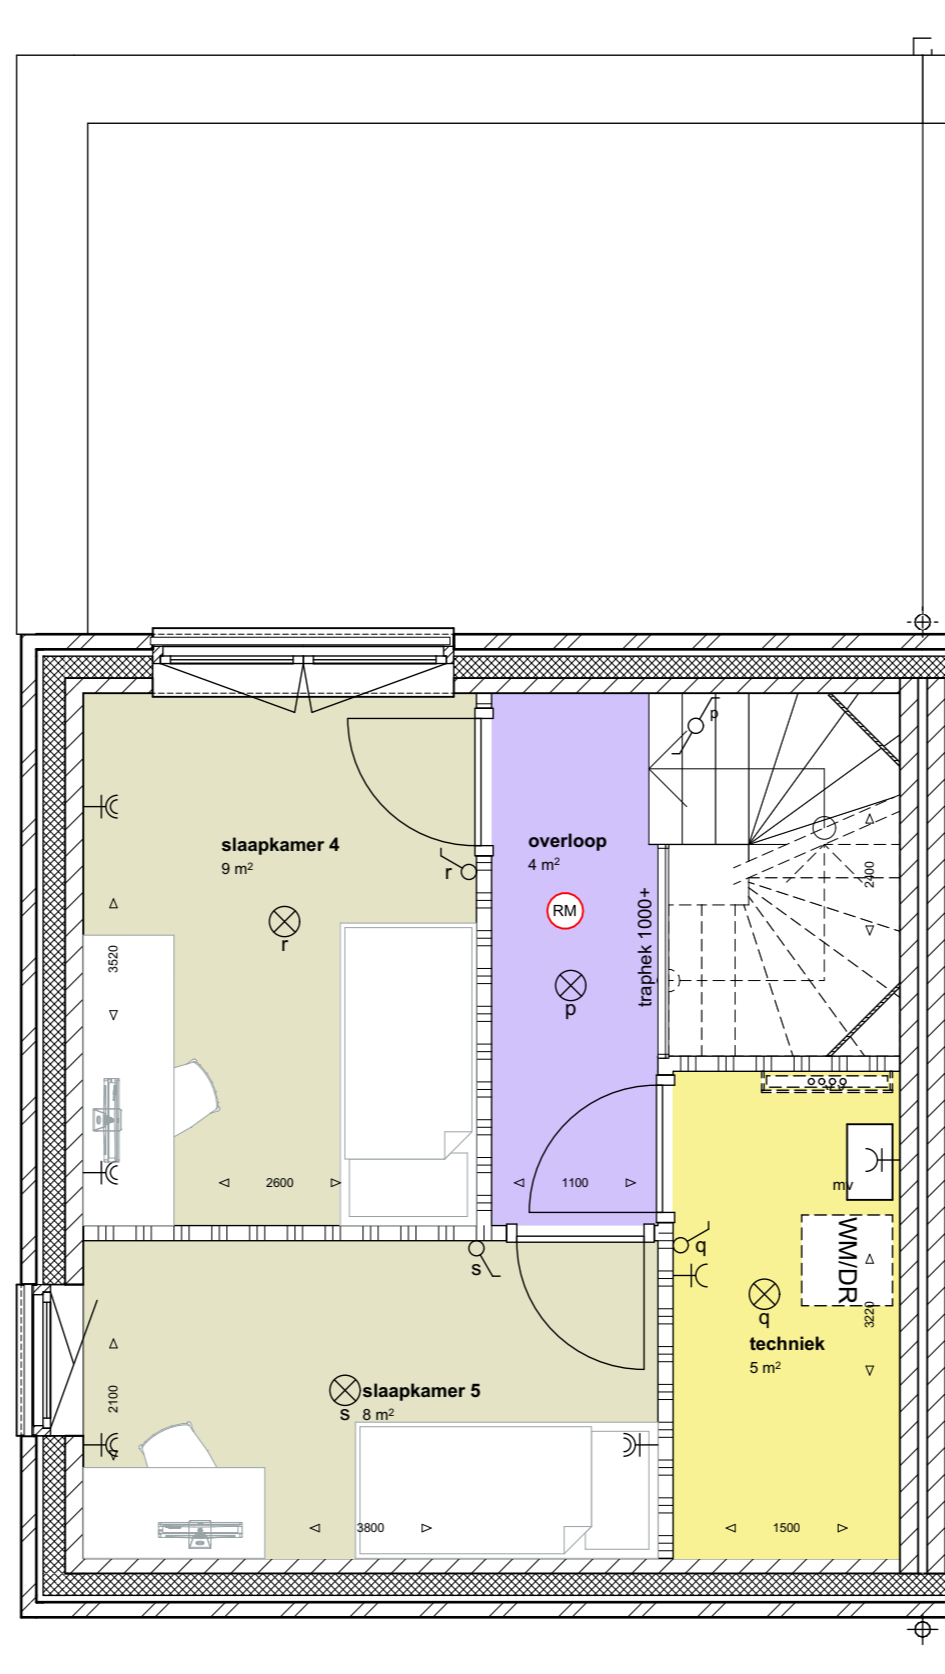 p
slaapkamer 4
9 m²
overloop
4 m²
2400
r
RM
r
traphek 1000+
3520
p
2600
1100
mv
WM/DR
q
s
q
3220
techniek
5 m²
2100
slaapkamer 5
s
8 m²
3800
1500